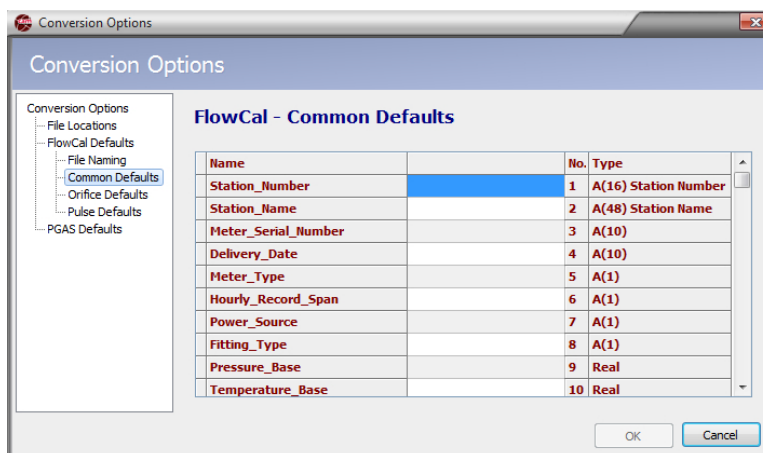 Conversion Options
Conversion Options
Conversion Options
File Locations
FlowCal Defaults
File Naming
Common Defaults
Orifice Defaults
Pulse Defaults
PGAS Defaults
FlowCal - Common Defaults
Name No. Type
Station_Number 1 A(16) Station Number
Station_Name 2 A(48) Station Name
Meter_Serial_Number 3 A(10)
Delivery_Date 4 A(10)
Meter_Type 5 A(1)
Hourly_Record_Span 6 A(1)
Power_Source 7 A(1)
Fitting_Type 8 A(1)
Pressure_Base 9 Real
Temperature_Base 10 Real
OK Cancel